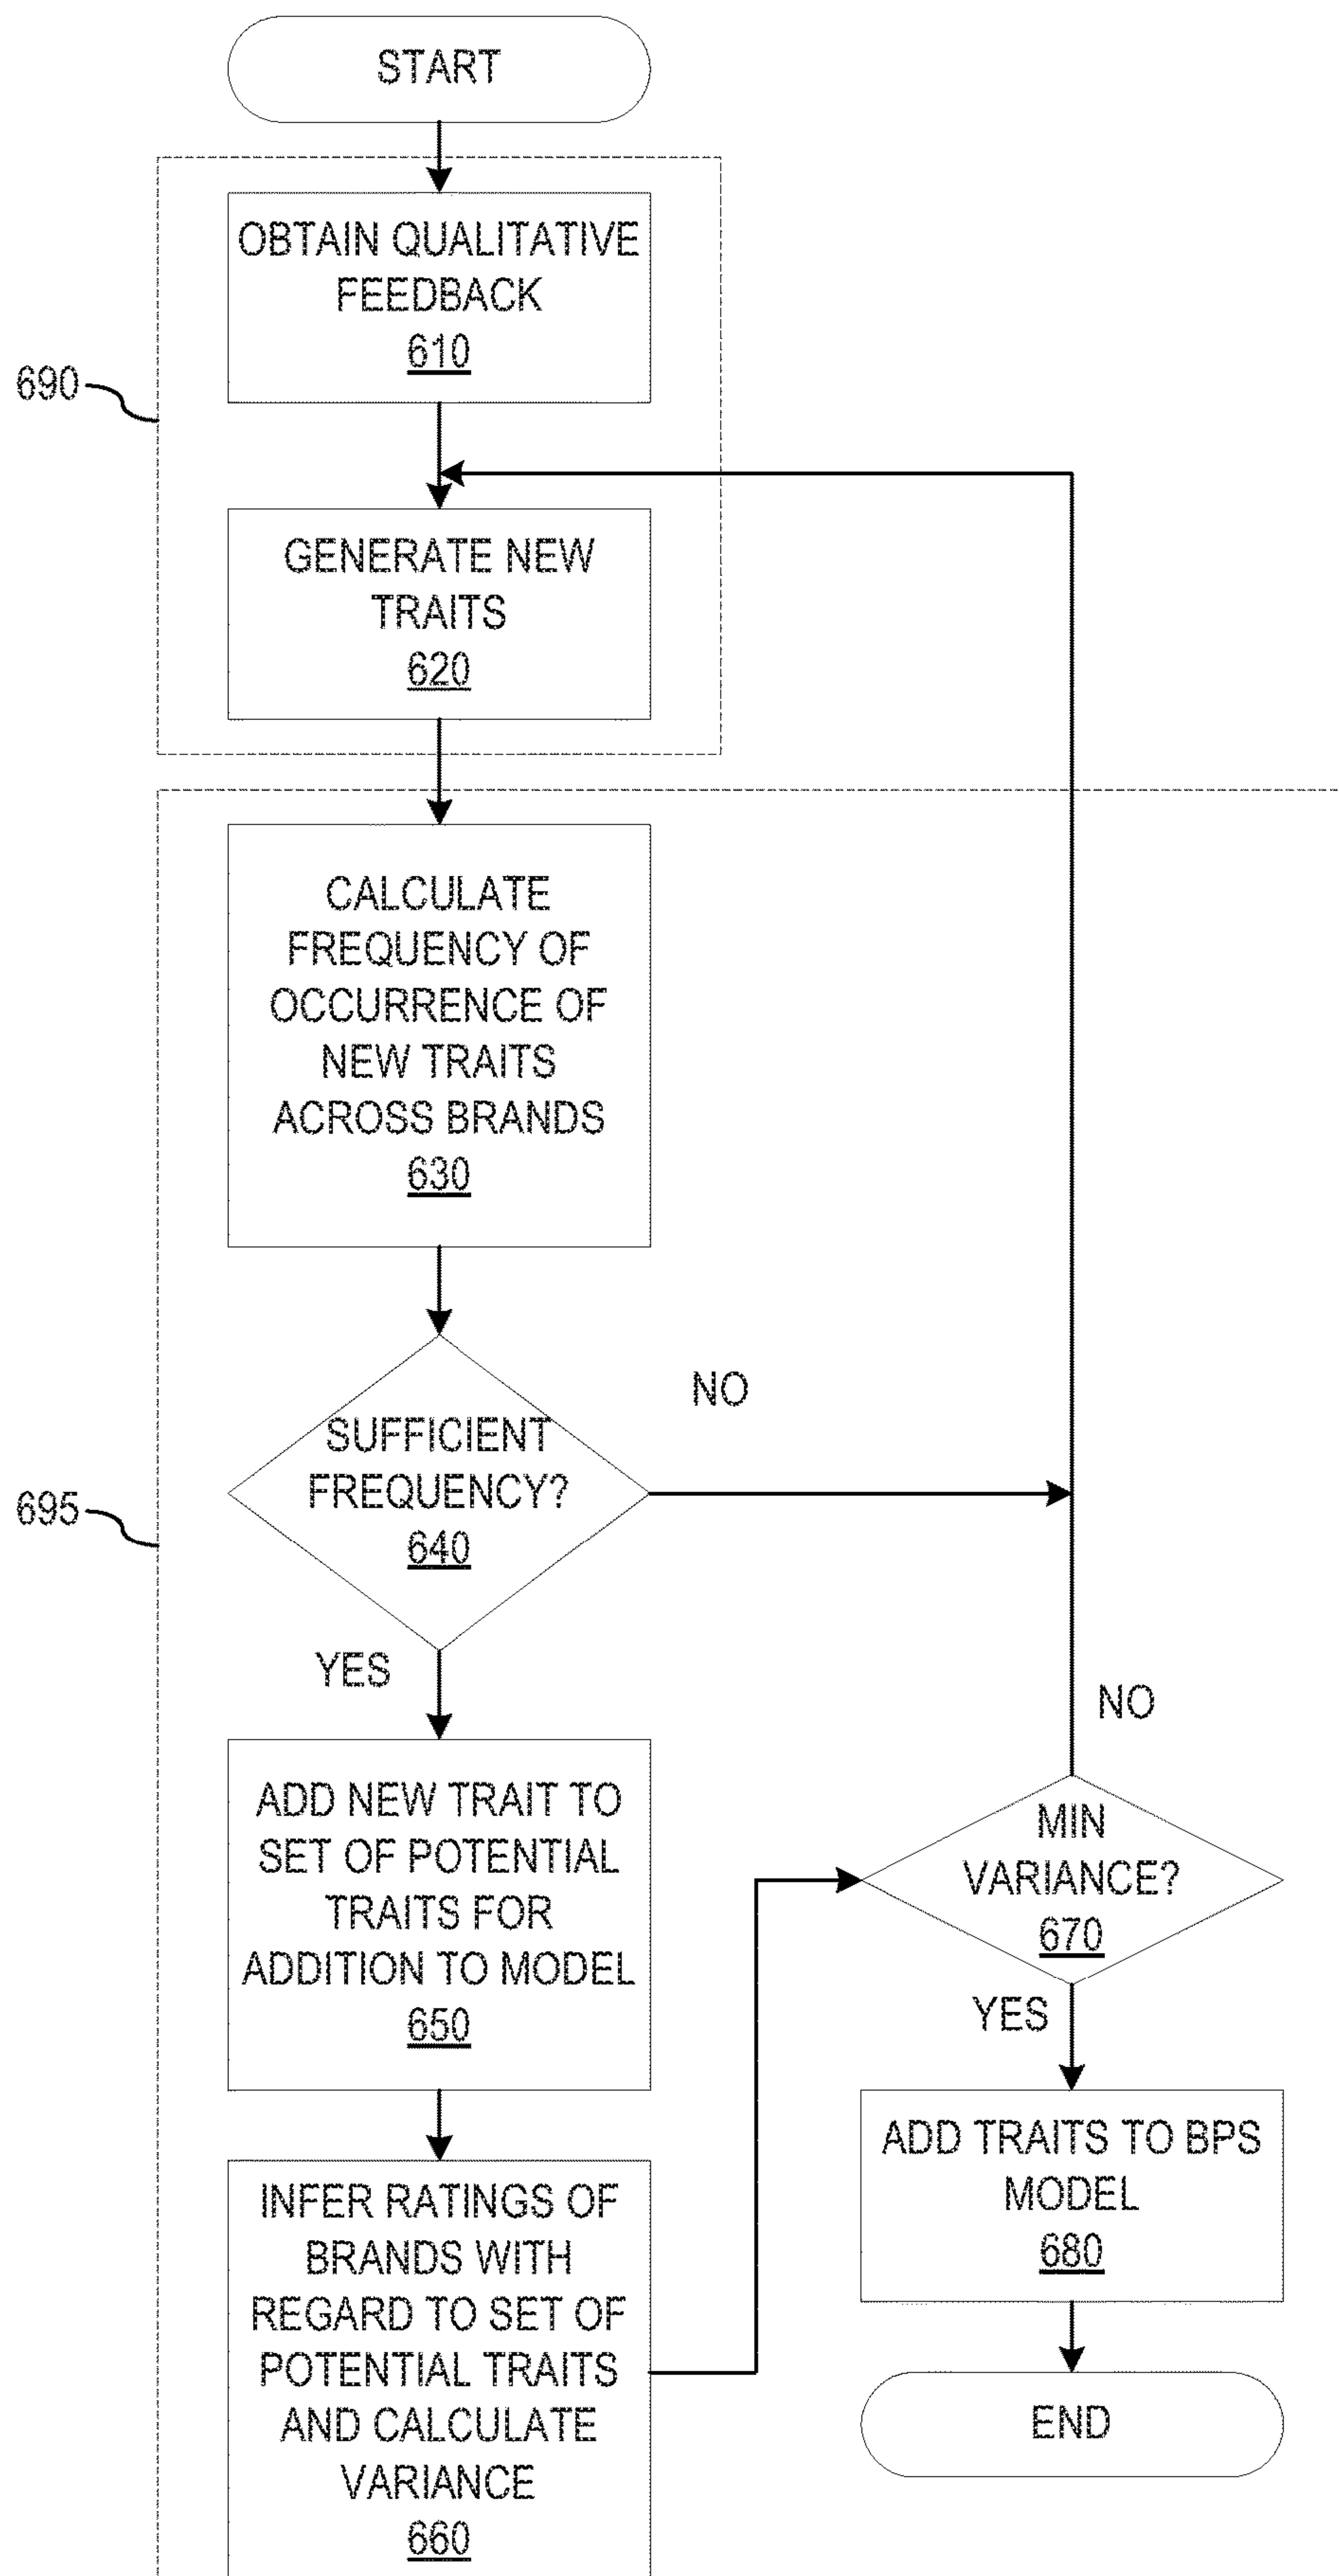 START
OBTAIN QUALITATIVE
FEEDBACK
610
690
GENERATE NEW
TRAITS
620
CALCULATE
FREQUENCY OF
OCCURRENCE OF
NEW TRAITS
ACROSS BRANDS
630
NO
SUFFICIENT
FREQUENCY?
640
695
YES
ADD NEW TRAIT TO
SET OF POTENTIAL
TRAITS FOR
ADDITION TO MODEL
650
INFER RATINGS OF
BRANDS WITH
REGARD TO SET OF
POTENTIAL TRAITS
AND CALCULATE
VARIANCE
660
NO
MIN
VARIANCE?
670
YES
ADD TRAITS TO BPS
MODEL
680
END